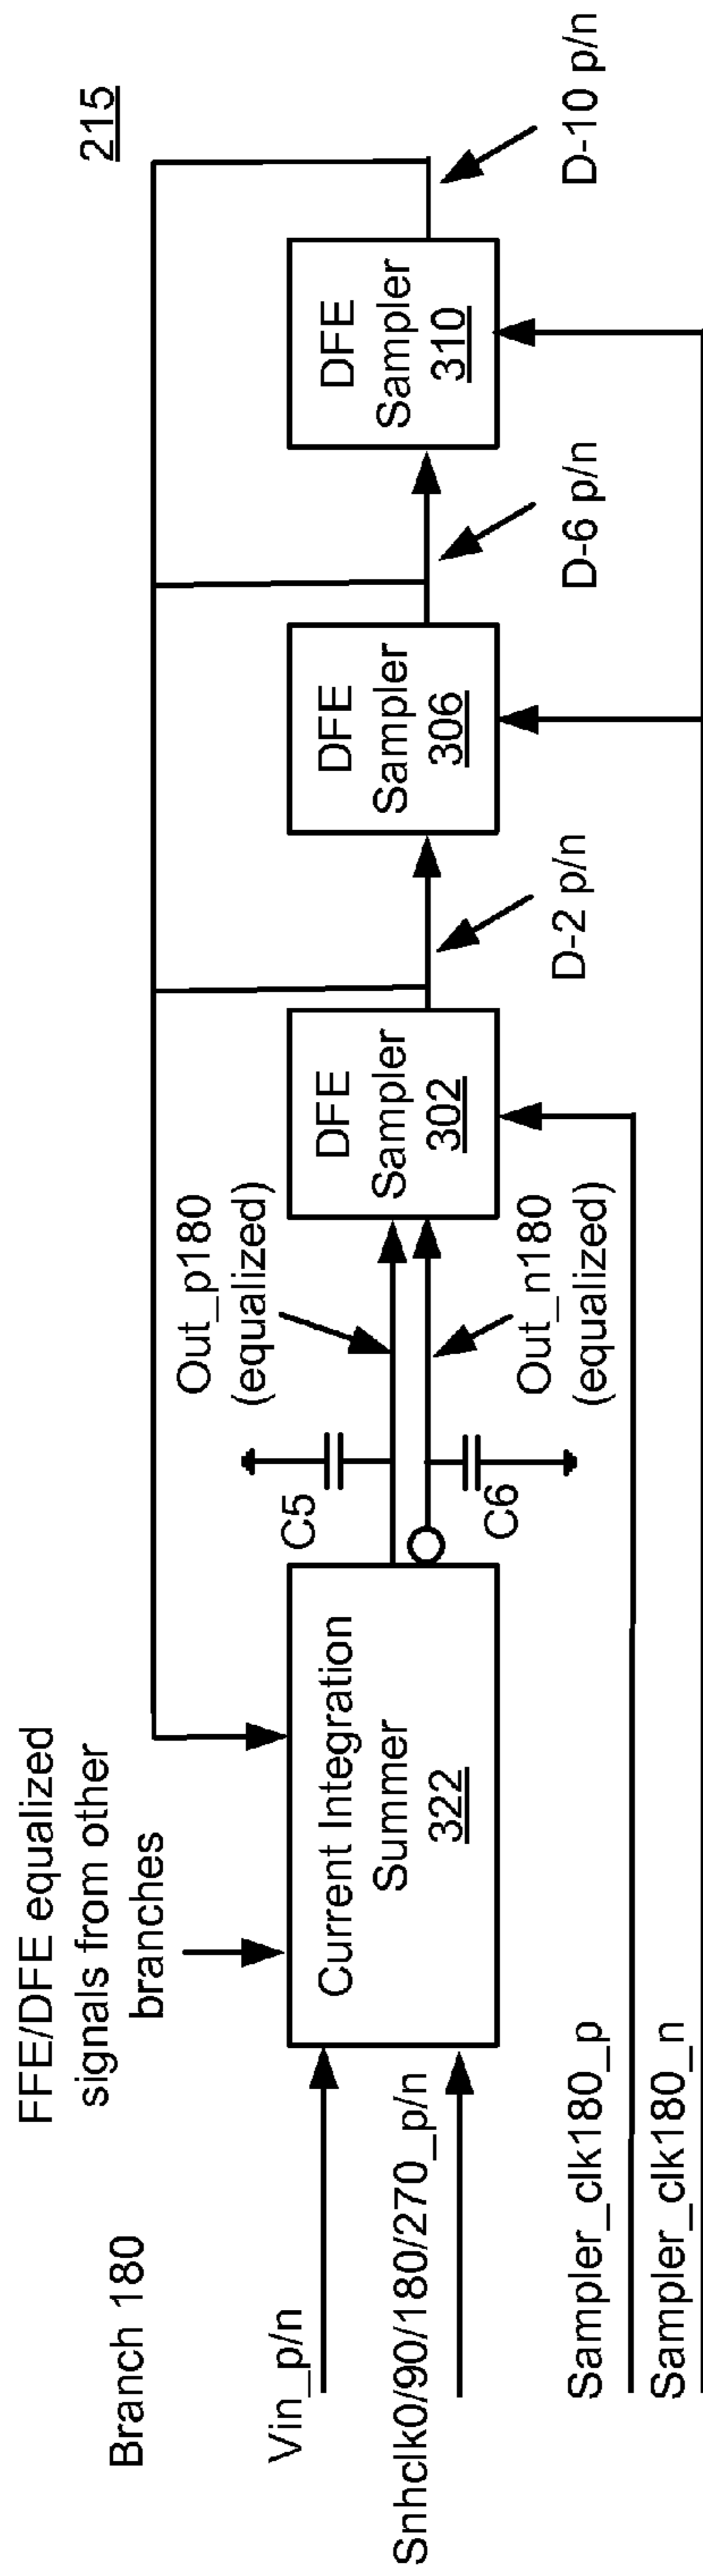 215
FFE/DFE equalized
signals from other
branches
Branch 180
Vin_p/n
Snhclk0/90/180/270_p/n
Sampler_clk180_p
Sampler_clk180_n
Current Integration
Summer
322
C5
C6
Out_p180
(equalized)
Out_n180
(equalized)
DFE
Sampler
302
D-2 p/n
DFE
Sampler
306
D-6 p/n
DFE
Sampler
310
D-10 p/n